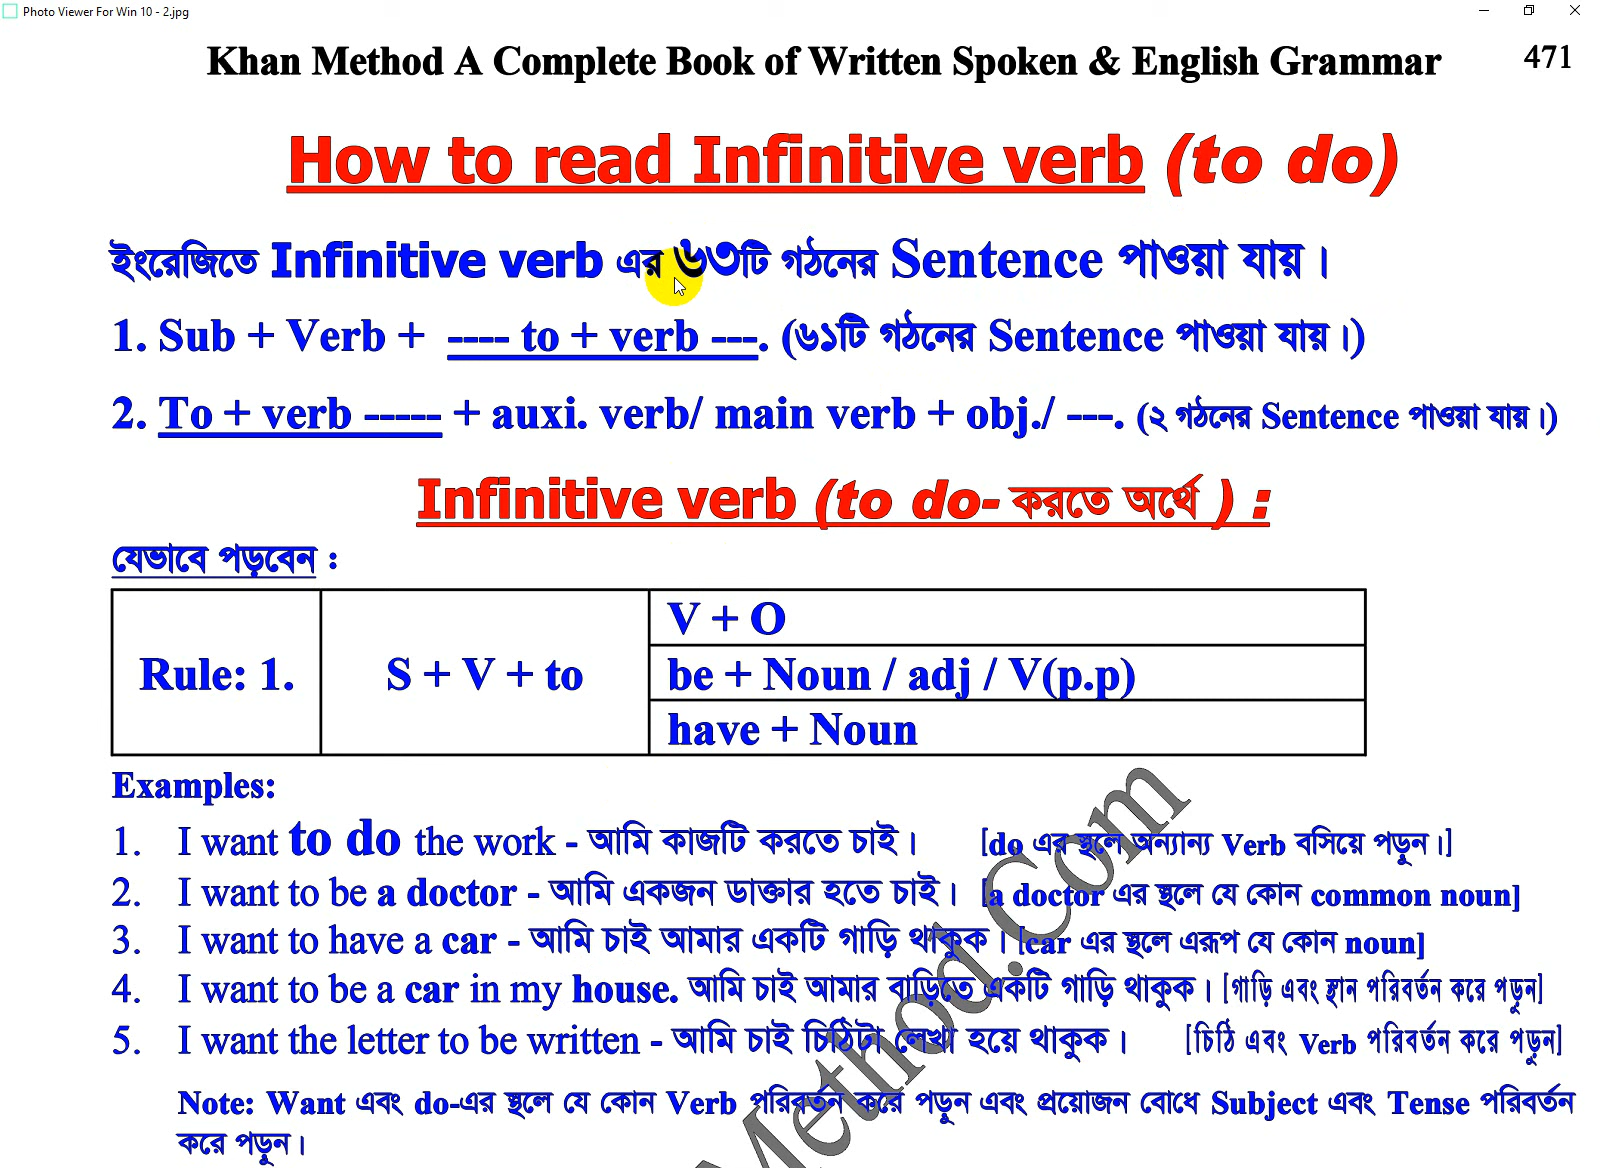 Photo Viewer For Win 10 - 2.jpg
Khan Method A Complete Book of Written Spoken & English Grammar 471
How to read Infinitive verb (to do)
ইংরেজিতে Infinitive verb এর ৬৩টি গঠনের Sentence পাওয়া যায়।
1. Sub + Verb + ---- to + verb ---. (৬১টি গঠনের Sentence পাওয়া যায়।)
2. To + verb ----- + auxi. verb/ main verb + obj./ ---. (২ গঠনের Sentence পাওয়া যায়।)
Infinitive verb (to do- করতে অর্থে ) :
যেভাবে পড়বেন :
V + O
Rule: 1. S + V + to be + Noun / adj / V(p.p)
have + Noun
Examples:
1. I want to do the work - আমি কাজটি করতে চাই। [do এর স্থলে অন্যান্য Verb বসিয়ে পড়ুন।]
2. I want to be a doctor - আমি একজন ডাক্তার হতে চাই। [a doctor এর স্থলে যে কোন common noun]
3. I want to have a car - আমি চাই আমার একটি গাড়ি থাকুক। [car এর স্থলে এরূপ যে কোন noun]
4. I want to be a car in my house. আমি চাই আমার বাড়িতে একটি গাড়ি থাকুক। [গাড়ি এবং স্থান পরিবর্তন করে পড়ুন]
5. I want the letter to be written - আমি চাই চিঠিটা লেখা হয়ে থাকুক। [চিঠি এবং Verb পরিবর্তন করে পড়ুন]
Note: Want এবং do-এর স্থলে যে কোন Verb পরিবর্তন করে পড়ুন এবং প্রয়োজন বোধে Subject এবং Tense পরিবর্তন
করে পড়ুন।
Method.Com